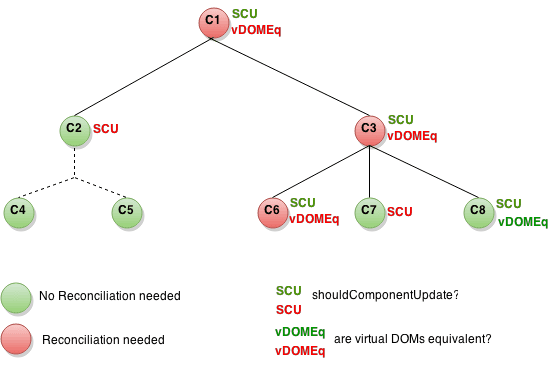 C1 SCU
vDOMEq
C2 SCU
C3 SCU
vDOMEq
C4
C5
C6 SCU
vDOMEq
C7 SCU
C8 SCU
vDOMEq
No Reconciliation needed
Reconciliation needed
SCU shouldComponentUpdate?
SCU
vDOMEq are virtual DOMs equivalent?
vDOMEq